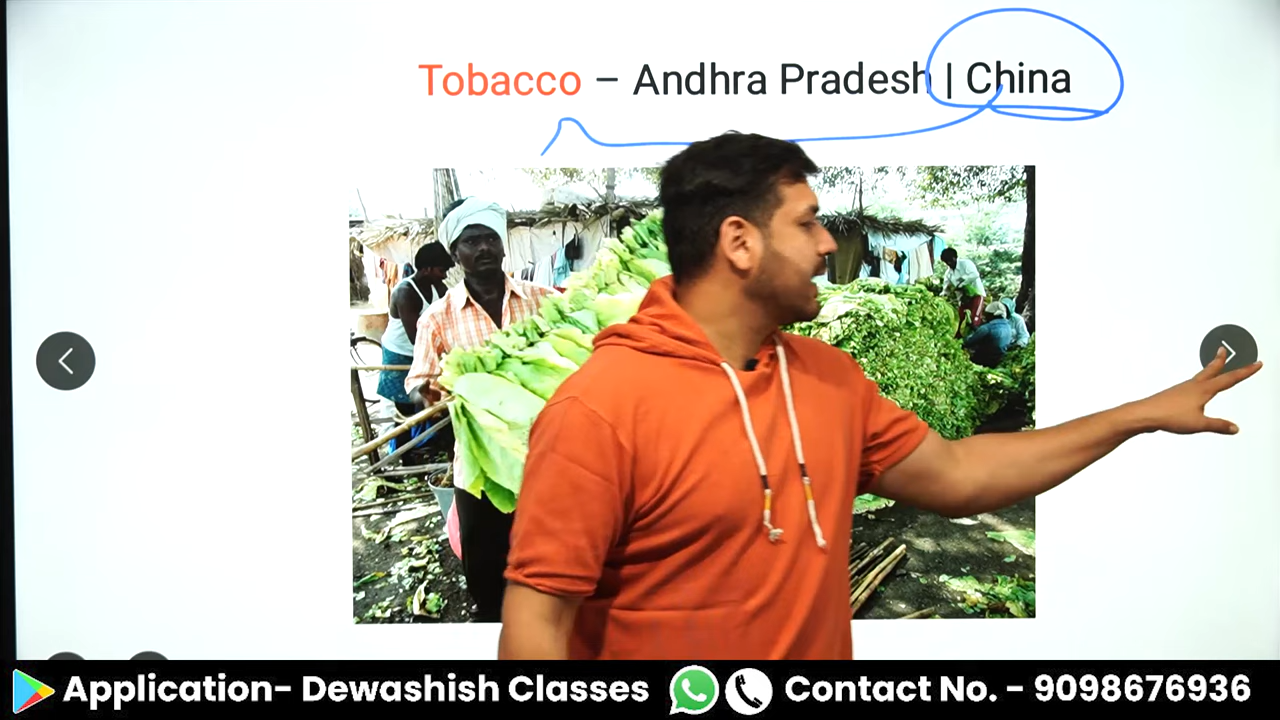 Tobacco – Andhra Pradesh | China
Application- Dewashish Classes Contact No. - 9098676936